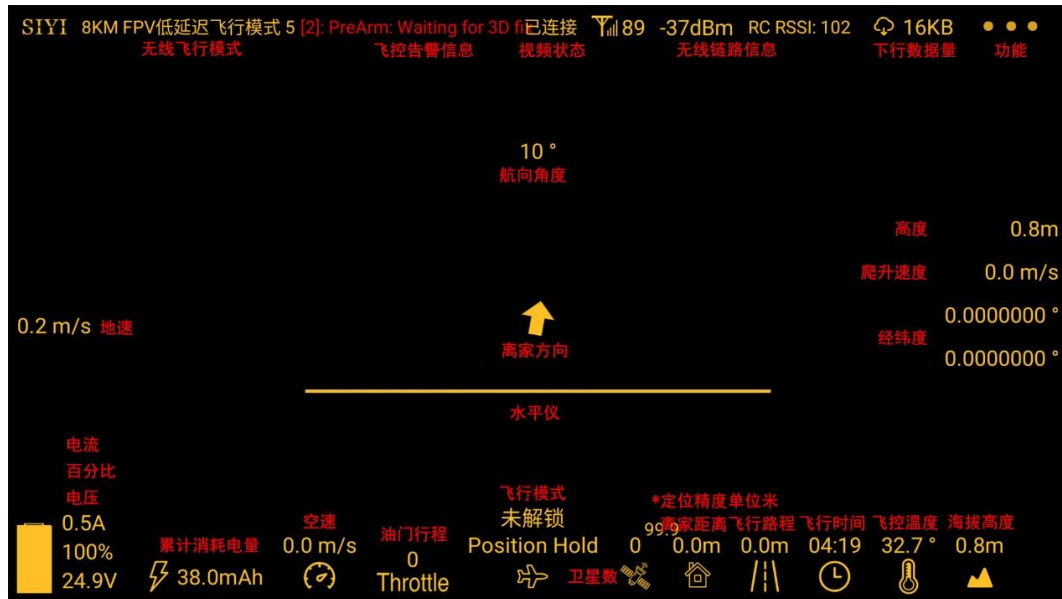 SIYI 8KM FPV低延迟飞行模式 5 [2]: PreArm: Waiting for 3D fix已连接 89 -37dBm RC RSSI: 102 16KB
无线飞行模式 飞控告警信息 视频状态 无线链路信息 下行数据量 功能
10 °
航向角度
高度 0.8m
爬升速度 0.0 m/s
0.2 m/s 地速
离家方向
0.0000000 °
经纬度
0.0000000 °
水平仪
电流
百分比
电压
飞行模式
*定位精度单位米
0.5A
100%
24.9V
累计消耗电量
38.0mAh
空速
0.0 m/s
油门行程
0
Throttle
未解锁
Position Hold
卫星数
0
99.9
离家距离 飞行路程 飞行时间 飞控温度 海拔高度
0.0m 0.0m 04:19 32.7 ° 0.8m